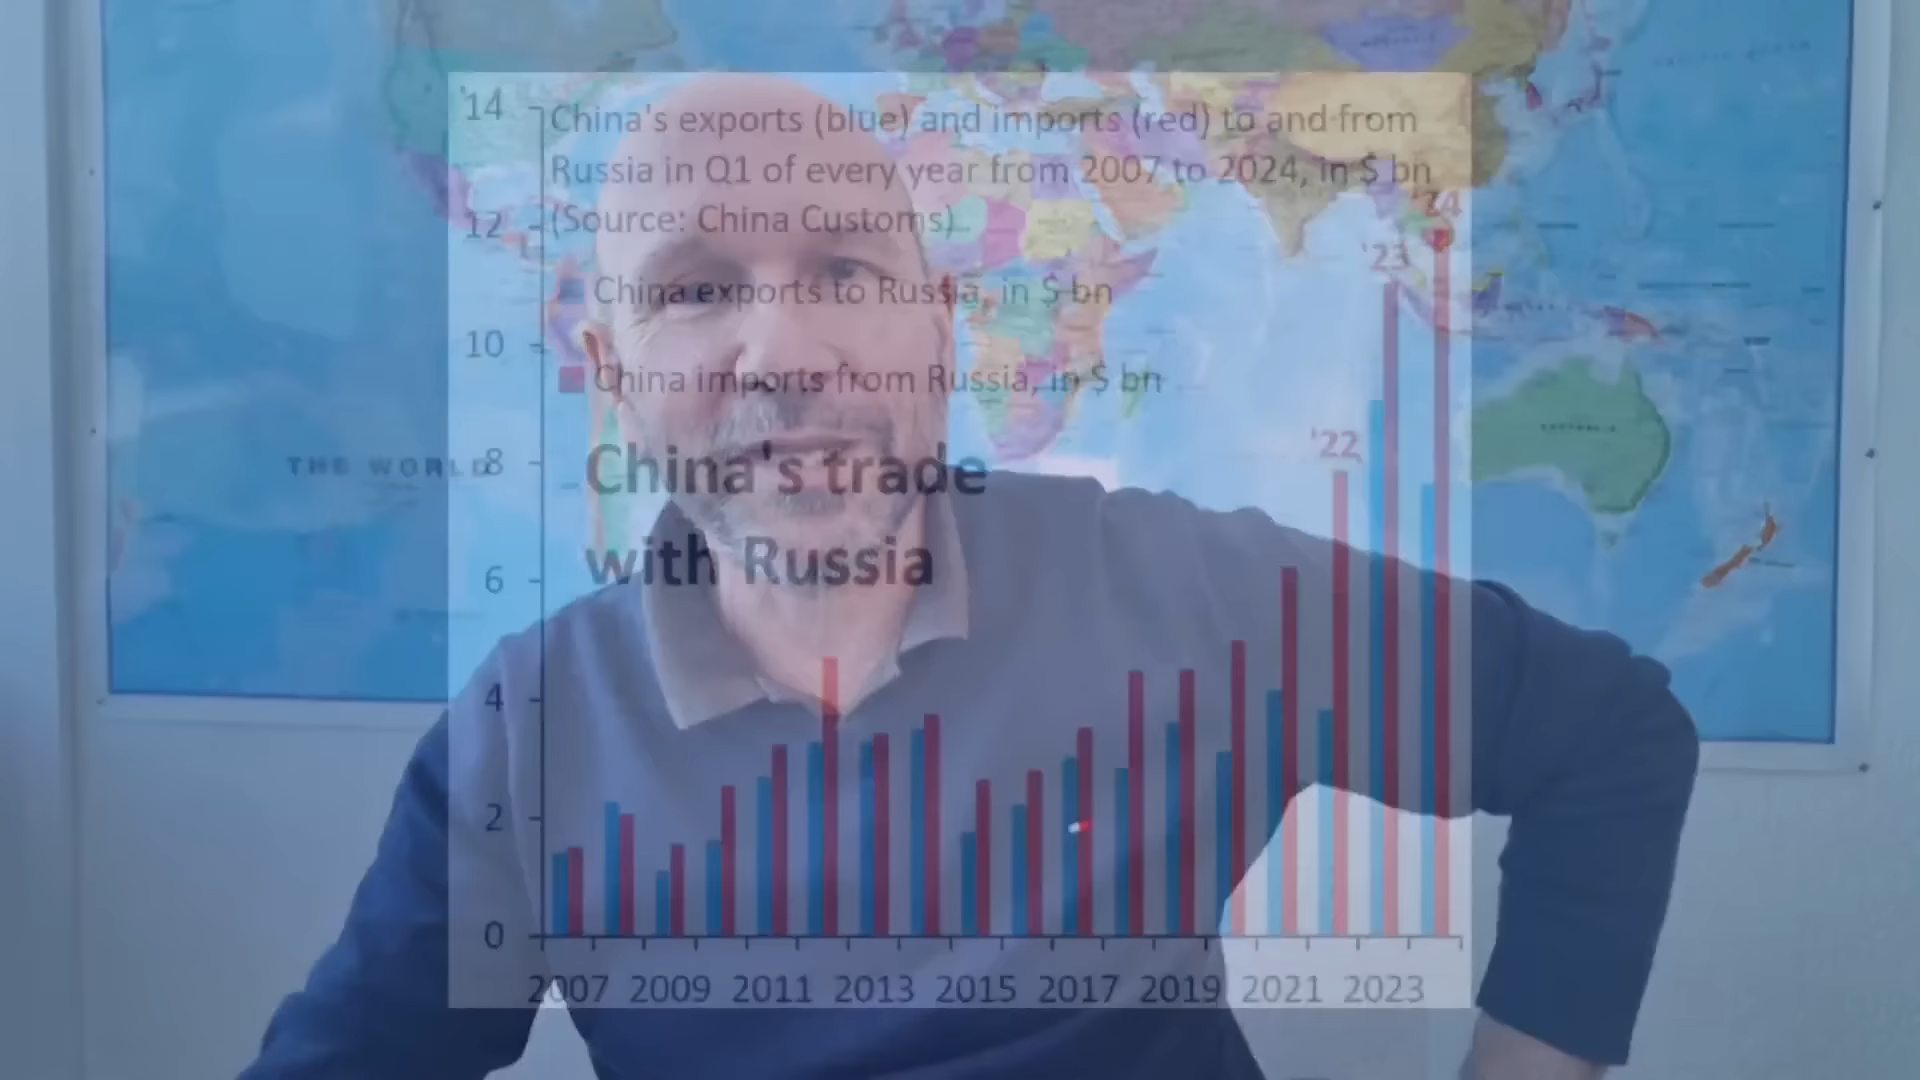 '14
China's exports (blue) and imports (red) to and from
Russia in Q1 of every year from 2007 to 2024, in $ bn
(Source: China Customs)
12
10
8
6
4
2
0
China exports to Russia, in $ bn
China imports from Russia, in $ bn
China's trade
with Russia
'22
'23
'24
2007 2009 2011 2013 2015 2017 2019 2021 2023
THE WORLD